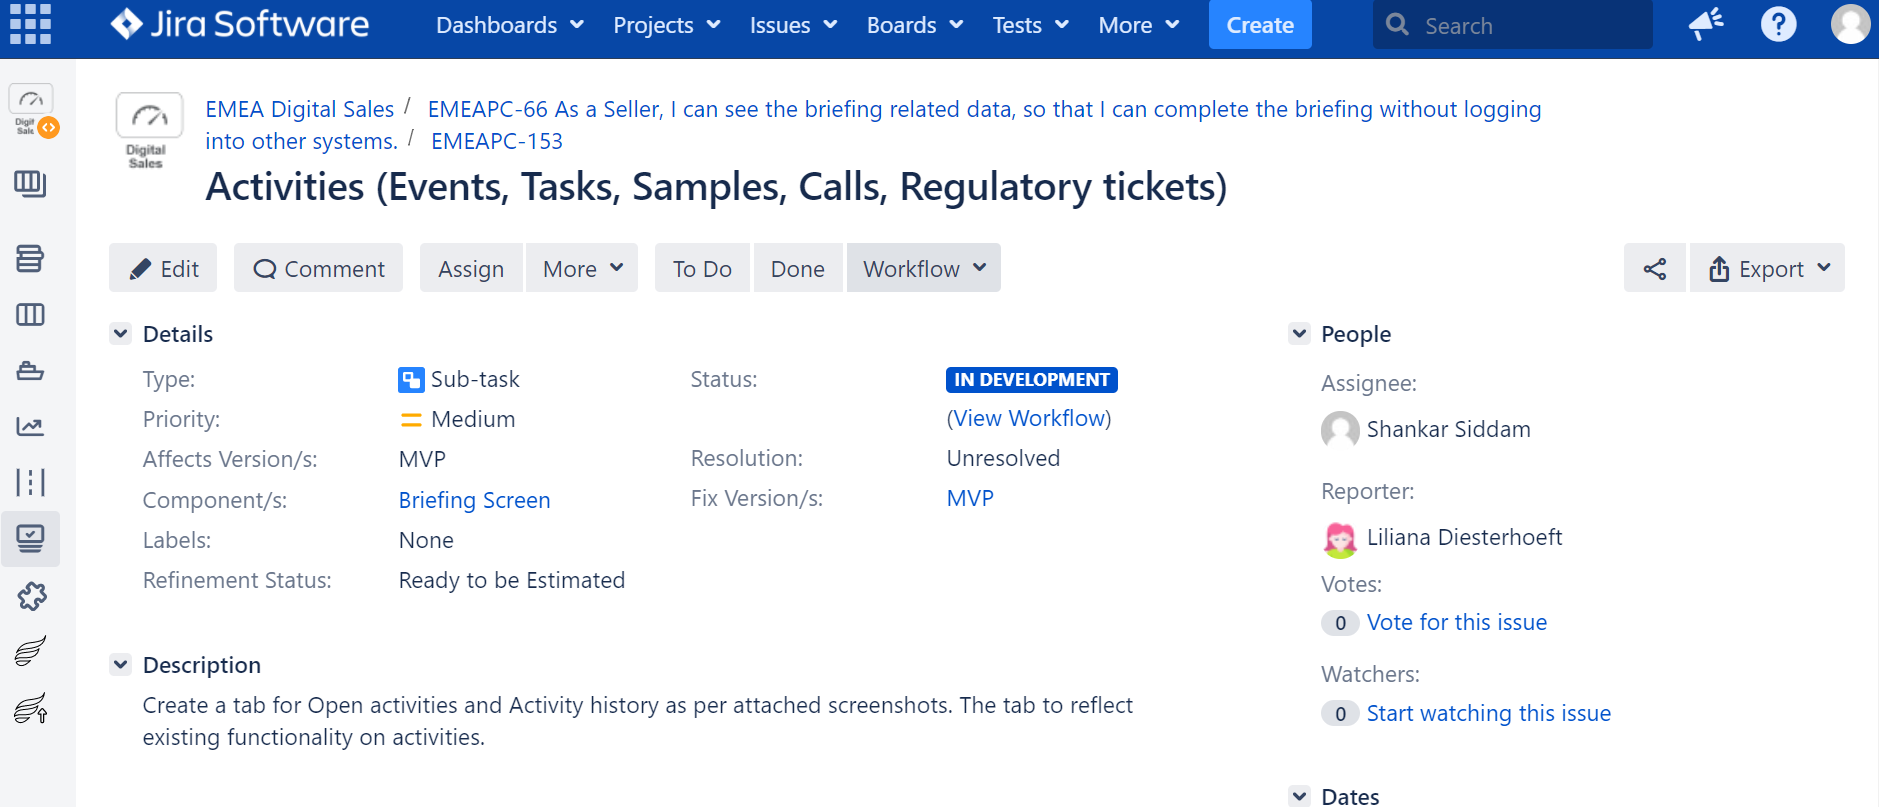 Jira Software Dashboards Projects Issues Boards Tests More Create Search
Digital Sales
EMEA Digital Sales / EMEAPC-66 As a Seller, I can see the briefing related data, so that I can complete the briefing without logging
into other systems. / EMEAPC-153
Activities (Events, Tasks, Samples, Calls, Regulatory tickets)
Edit Comment Assign More To Do Done Workflow Export
Details
Type: Sub-task Status: IN DEVELOPMENT
Priority: Medium (View Workflow)
Affects Version/s: MVP Resolution: Unresolved
Component/s: Briefing Screen Fix Version/s: MVP
Labels: None
Refinement Status: Ready to be Estimated
Description
Create a tab for Open activities and Activity history as per attached screenshots. The tab to reflect
existing functionality on activities.
People
Assignee:
Shankar Siddam
Reporter:
Liliana Diesterhoeft
Votes:
0 Vote for this issue
Watchers:
0 Start watching this issue
Dates